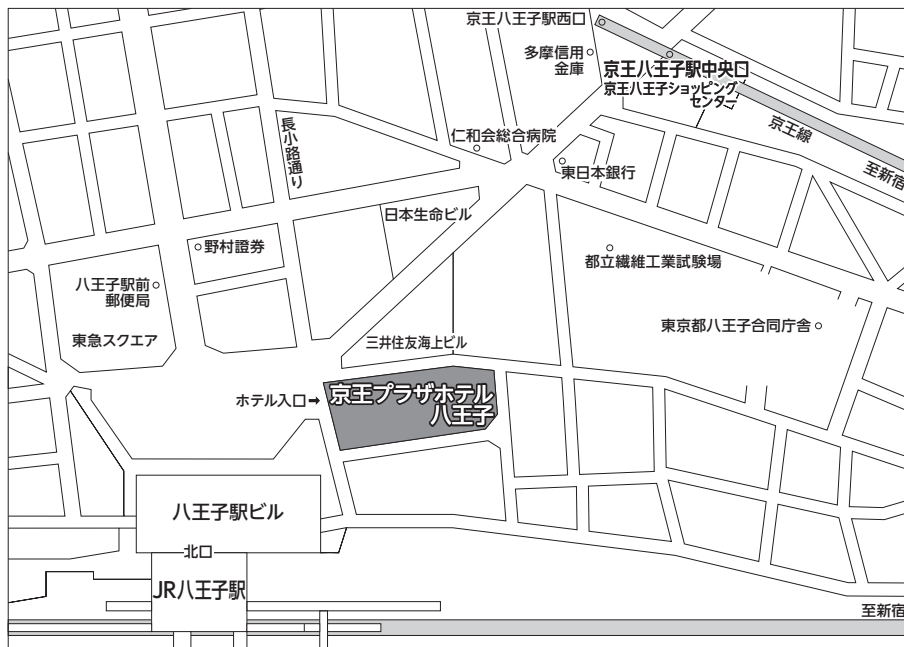 京王八王子駅西口
多摩信用
金庫
京王八王子駅中央口
京王八王子ショッピング
センター
京王線
至新宿
長小路通り
仁和会総合病院
東日本銀行
日本生命ビル
野村證券
都立繊維工業試験場
八王子駅前
郵便局
東京都八王子合同庁舎
東急スクエア
三井住友海上ビル
ホテル入口→
京王プラザホテル
八王子
八王子駅ビル
北口
JR八王子駅
至新宿